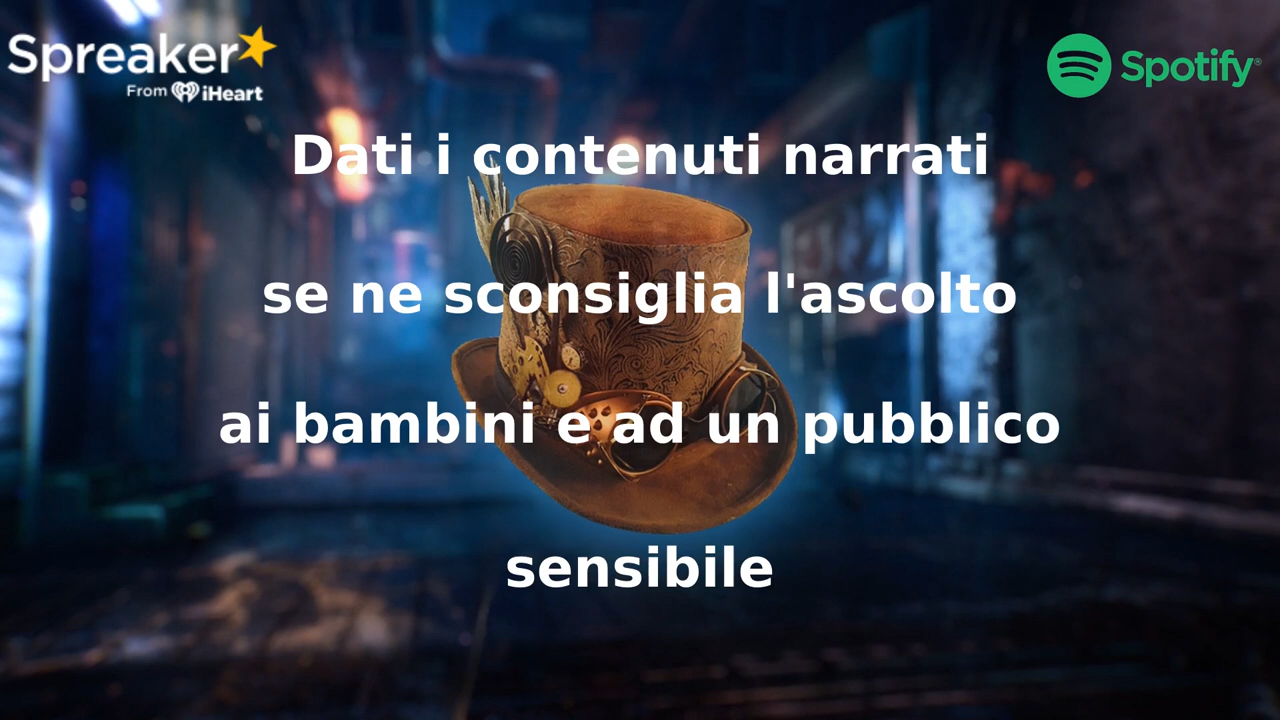 Spreaker
From iHeart
Spotify®
Dati i contenuti narrati
se ne sconsiglia l'ascolto
ai bambini e ad un pubblico
sensibile